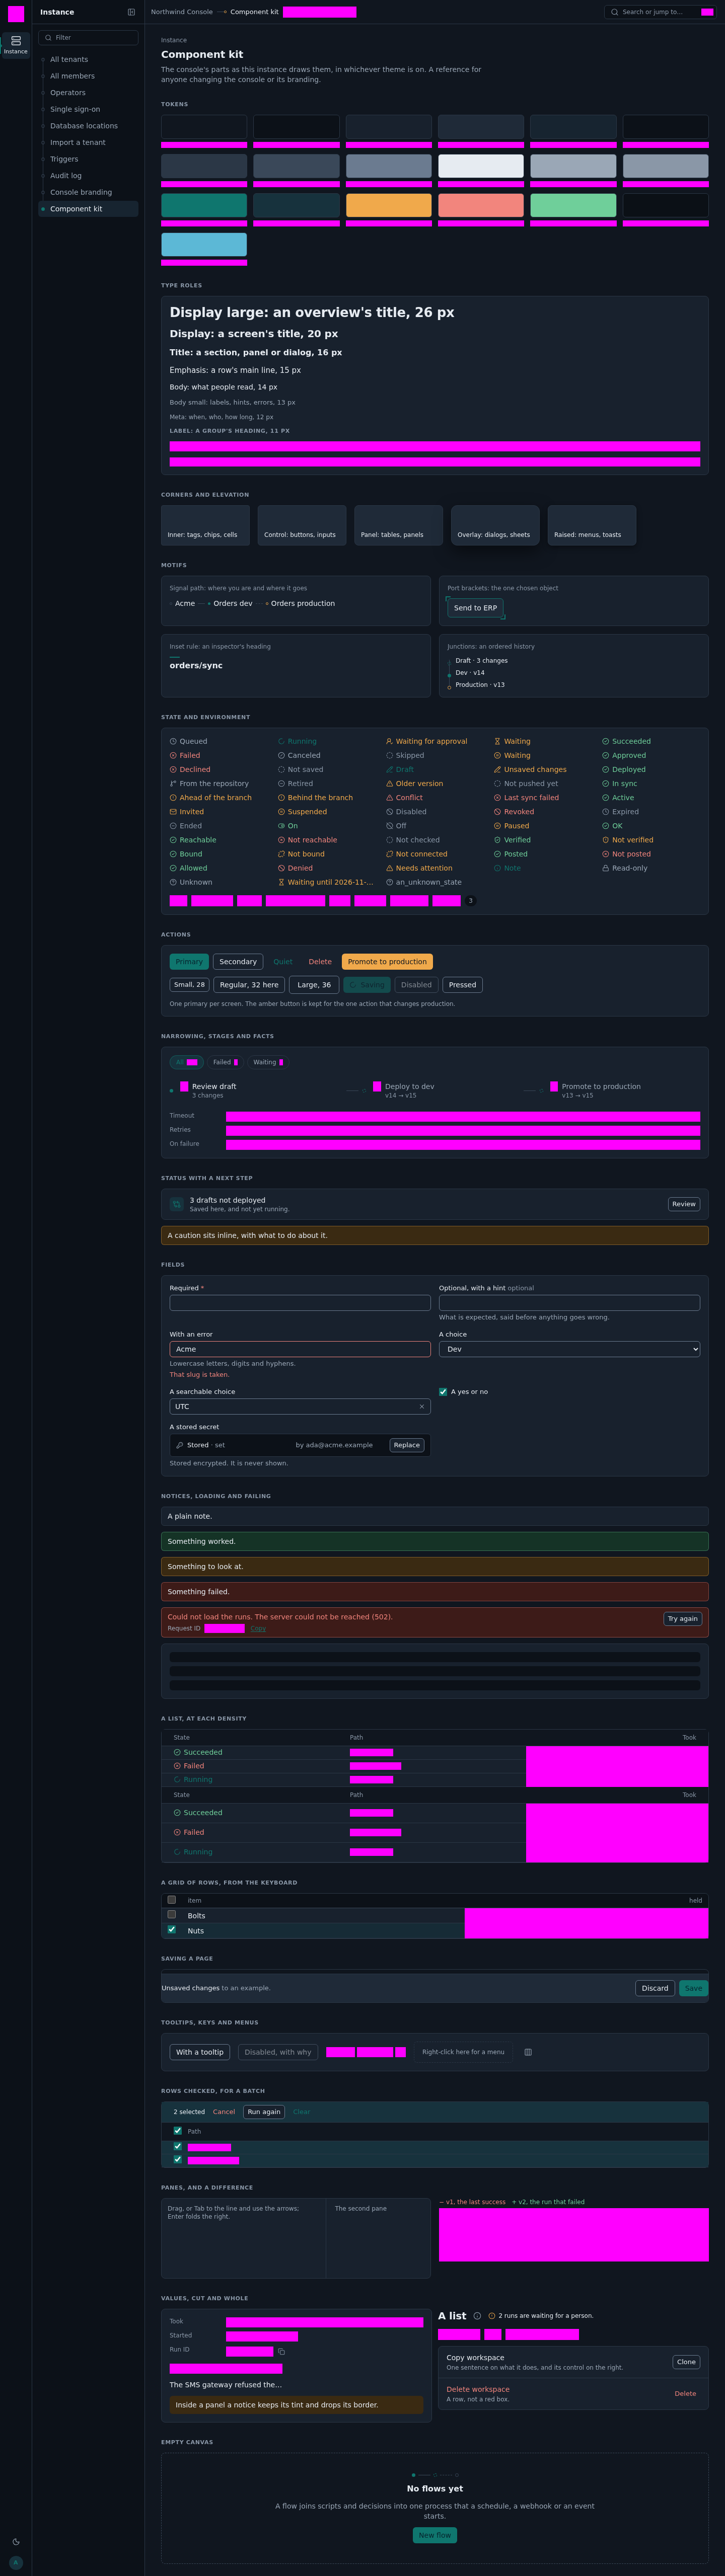 Instance
Northwind Console
Component kit
Search or jump to...
Instance
Filter
All tenants
All members
Operators
Single sign-on
Database locations
Import a tenant
Triggers
Audit log
Console branding
Component kit
Instance
Component kit
The console's parts as this instance draws them, in whichever theme is on. A reference for
anyone changing the console or its branding.
TOKENS
TYPE ROLES
Display large: an overview's title, 26 px
Display: a screen's title, 20 px
Title: a section, panel or dialog, 16 px
Emphasis: a row's main line, 15 px
Body: what people read, 14 px
Body small: labels, hints, errors, 13 px
Meta: when, who, how long, 12 px
LABEL: A GROUP'S HEADING, 11 PX
CORNERS AND ELEVATION
Inner: tags, chips, cells
Control: buttons, inputs
Panel: tables, panels
Overlay: dialogs, sheets
Raised: menus, toasts
MOTIFS
Signal path: where you are and where it goes
Acme
Orders dev
Orders production
Port brackets: the one chosen object
Send to ERP
Inset rule: an inspector's heading
orders/sync
Junctions: an ordered history
Draft · 3 changes
Dev · v14
Production · v13
STATE AND ENVIRONMENT
Queued Running Waiting for approval Waiting Succeeded
Failed Canceled Skipped Waiting Approved
Declined Not saved Draft Unsaved changes Deployed
From the repository Retired Older version Not pushed yet In sync
Ahead of the branch Behind the branch Conflict Last sync failed Active
Invited Suspended Disabled Revoked Expired
Ended On Off Paused OK
Reachable Not reachable Not checked Verified Not verified
Bound Not bound Not connected Posted Not posted
Allowed Denied Needs attention Note Read-only
Unknown Waiting until 2026-11-... an_unknown_state
3
ACTIONS
Primary Secondary Quiet Delete Promote to production
Small, 28 Regular, 32 here Large, 36 Saving Disabled Pressed
One primary per screen. The amber button is kept for the one action that changes production.
NARROWING, STAGES AND FACTS
All Failed Waiting
Review draft
3 changes
Deploy to dev
v14 → v15
Promote to production
v13 → v15
Timeout
Retries
On failure
STATUS WITH A NEXT STEP
3 drafts not deployed
Saved here, and not yet running.
Review
A caution sits inline, with what to do about it.
FIELDS
Required *
Optional, with a hint optional
What is expected, said before anything goes wrong.
With an error
Acme
Lowercase letters, digits and hyphens.
That slug is taken.
A choice
Dev
A searchable choice
UTC
A yes or no
A stored secret
Stored · set by ada@acme.example Replace
Stored encrypted. It is never shown.
NOTICES, LOADING AND FAILING
A plain note.
Something worked.
Something to look at.
Something failed.
Could not load the runs. The server could not be reached (502).
Request ID Copy
Try again
A LIST, AT EACH DENSITY
State Path Took
Succeeded
Failed
Running
State Path Took
Succeeded
Failed
Running
A GRID OF ROWS, FROM THE KEYBOARD
item held
Bolts
Nuts
SAVING A PAGE
Unsaved changes to an example.
Discard Save
TOOLTIPS, KEYS AND MENUS
With a tooltip Disabled, with why Right-click here for a menu
ROWS CHECKED, FOR A BATCH
2 selected Cancel Run again Clear
Path
PANES, AND A DIFFERENCE
Drag, or Tab to the line and use the arrows;
Enter folds the right.
The second pane
− v1, the last success + v2, the run that failed
VALUES, CUT AND WHOLE
Took
Started
Run ID
The SMS gateway refused the...
Inside a panel a notice keeps its tint and drops its border.
A list
2 runs are waiting for a person.
Copy workspace
One sentence on what it does, and its control on the right.
Clone
Delete workspace
A row, not a red box.
Delete
EMPTY CANVAS
No flows yet
A flow joins scripts and decisions into one process that a schedule, a webhook or an event
starts.
New flow